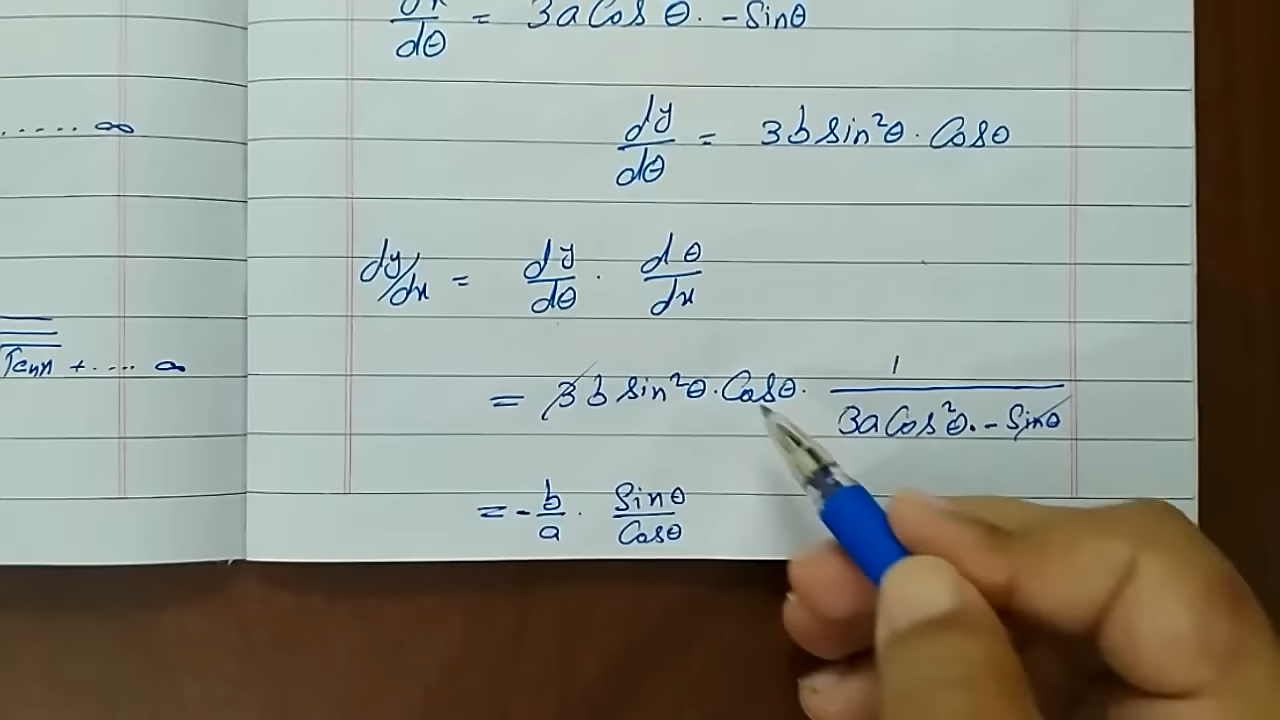 dx/dθ = 3a Cos θ · - Sinθ
..... ∞
dy/dθ = 3b Sin²θ · Cosθ
dy/dx = dy/dθ · dθ/dx
+ .... ∞
= 3b Sin²θ · Cosθ · 1/(3a Cos²θ · - Sinθ)
= - b/a · Sinθ/Cosθ